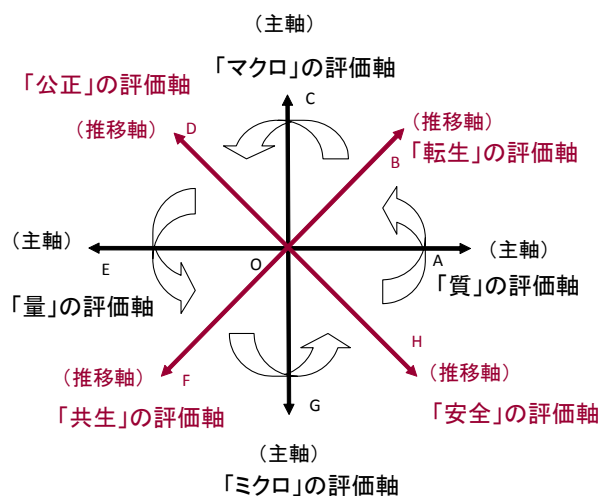 （主軸）
「マクロ」の評価軸
「公正」の評価軸
C
（推移軸）
D
（推移軸）
B
「転生」の評価軸
（主軸）
E
O
A
（主軸）
「量」の評価軸
「質」の評価軸
（推移軸）
F
H
（推移軸）
「共生」の評価軸
G
「安全」の評価軸
（主軸）
「ミクロ」の評価軸